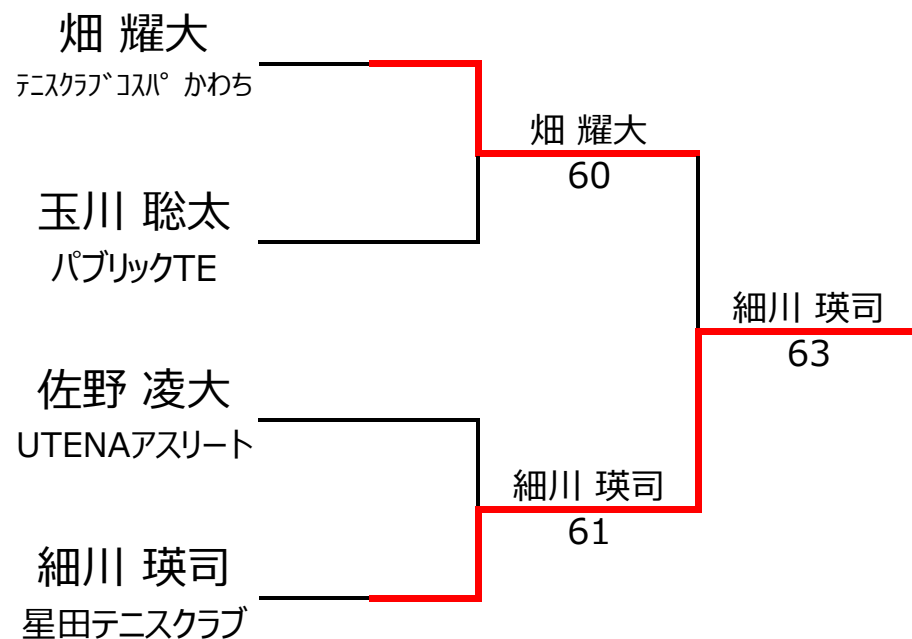 畑 耀大
ﾃﾆｽｸﾗﾌﾞｺｽﾊﾟ かわち
玉川 聡太
パブリックTE
佐野 凌大
UTENAアスリート
細川 瑛司
星田テニスクラブ
畑 耀大
60
細川 瑛司
61
細川 瑛司
63